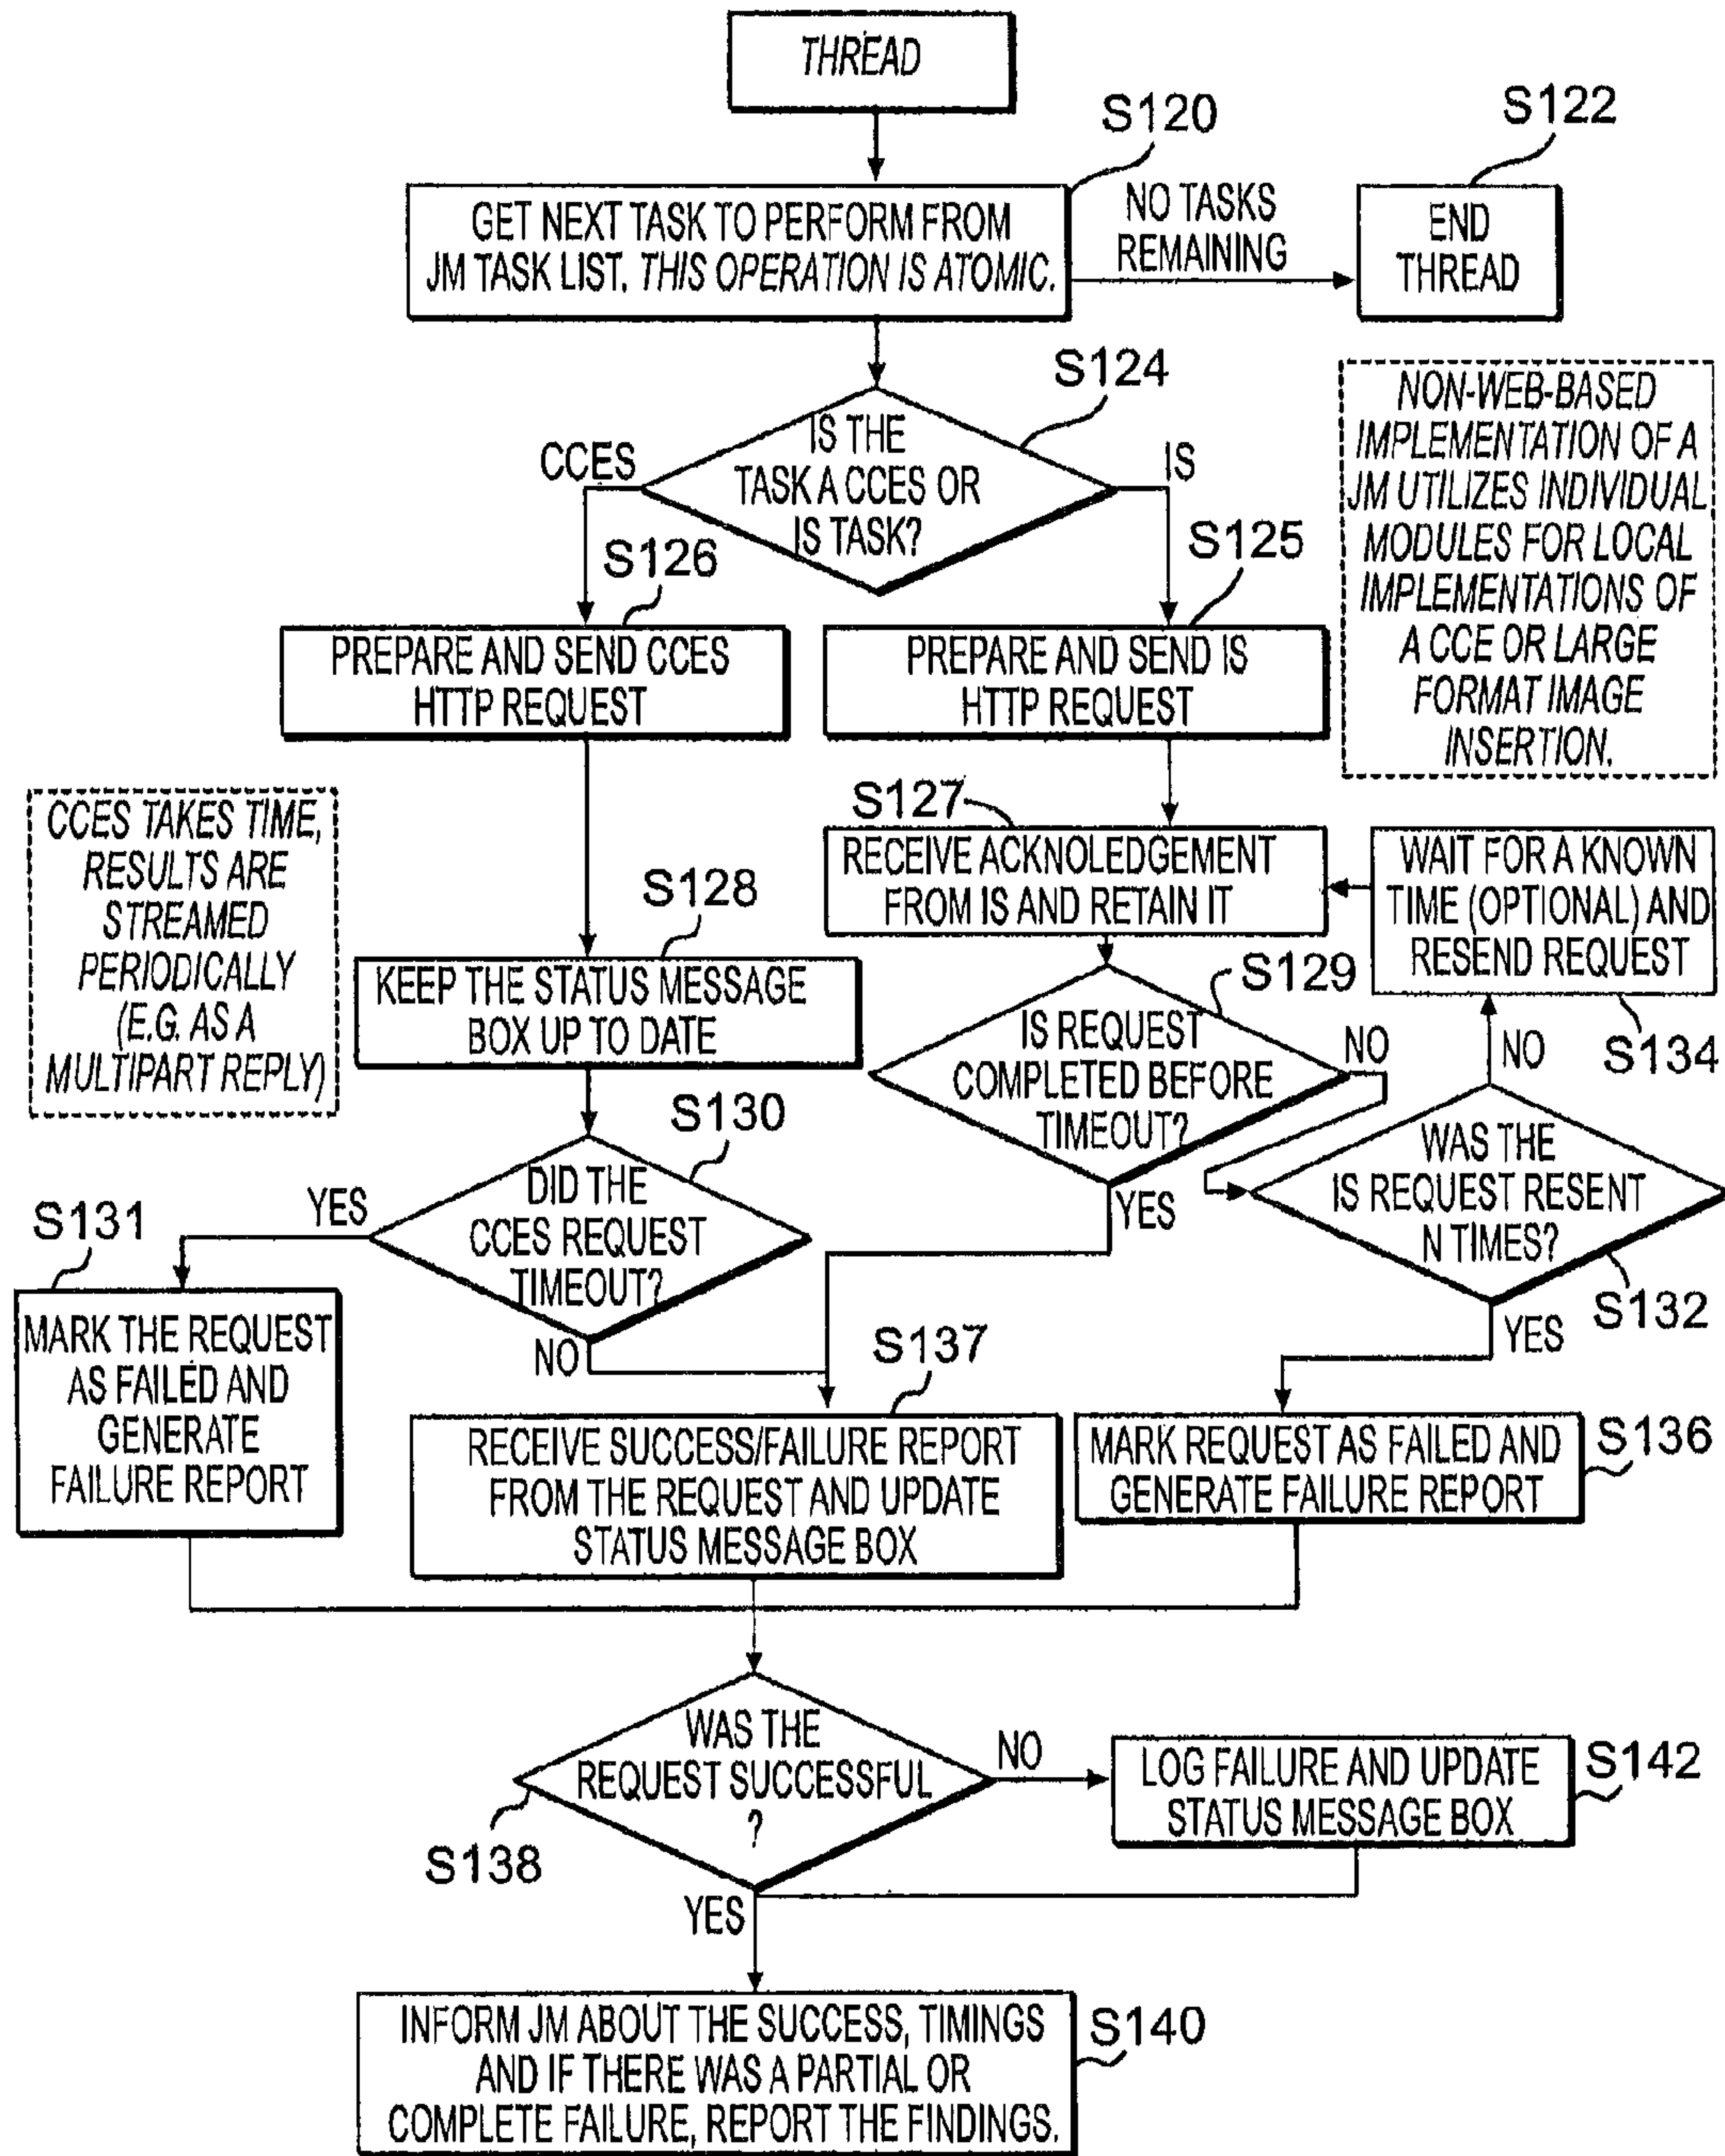 THREAD
S120
S122
GET NEXT TASK TO PERFORM FROM
JM TASK LIST. THIS OPERATION IS ATOMIC.
NO TASKS
REMAINING
END
THREAD
S124
IS THE
TASK A CCES OR
IS TASK?
CCES
IS
NON-WEB-BASED
IMPLEMENTATION OF A
JM UTILIZES INDIVIDUAL
MODULES FOR LOCAL
IMPLEMENTATIONS OF
A CCE OR LARGE
FORMAT IMAGE
INSERTION.
S126
S125
PREPARE AND SEND CCES
HTTP REQUEST
PREPARE AND SEND IS
HTTP REQUEST
CCES TAKES TIME,
RESULTS ARE
STREAMED
PERIODICALLY
(E.G. AS A
MULTIPART REPLY)
S127
RECEIVE ACKNOLEDGEMENT
FROM IS AND RETAIN IT
WAIT FOR A KNOWN
TIME (OPTIONAL) AND
RESEND REQUEST
S134
S128
KEEP THE STATUS MESSAGE
BOX UP TO DATE
S129
IS REQUEST
COMPLETED BEFORE
TIMEOUT?
NO
YES
NO
WAS THE
IS REQUEST RESENT
N TIMES?
S132
YES
S130
DID THE
CCES REQUEST
TIMEOUT?
YES
NO
S131
MARK THE REQUEST
AS FAILED AND
GENERATE
FAILURE REPORT
S137
RECEIVE SUCCESS/FAILURE REPORT
FROM THE REQUEST AND UPDATE
STATUS MESSAGE BOX
MARK REQUEST AS FAILED AND
GENERATE FAILURE REPORT
S136
WAS THE
REQUEST SUCCESSFUL
?
S138
NO
LOG FAILURE AND UPDATE
STATUS MESSAGE BOX
S142
YES
INFORM JM ABOUT THE SUCCESS, TIMINGS
AND IF THERE WAS A PARTIAL OR
COMPLETE FAILURE, REPORT THE FINDINGS.
S140